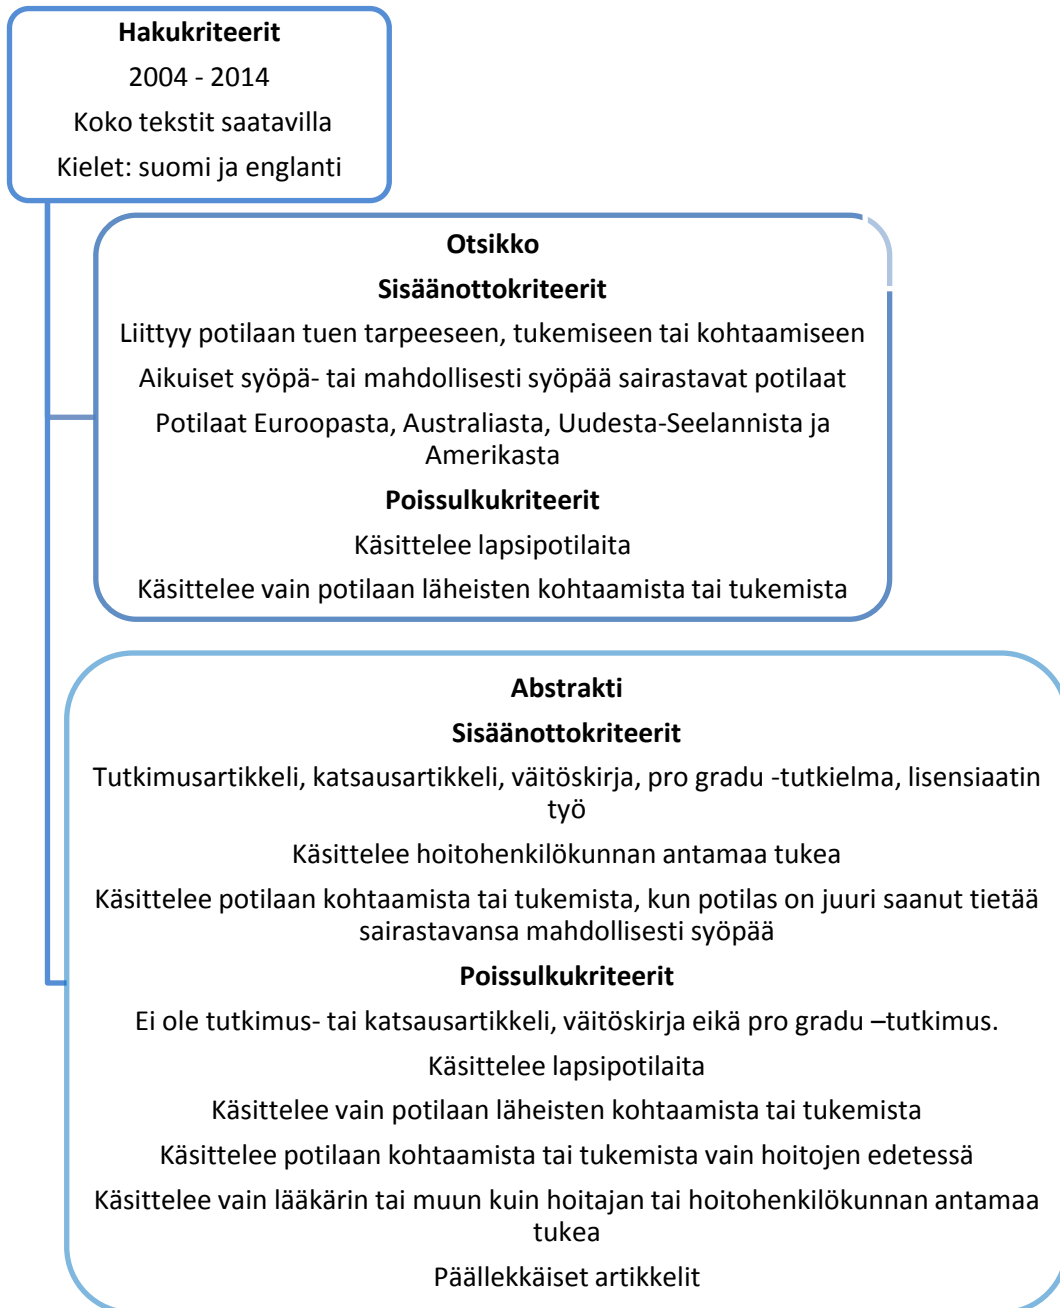 Hakukriteerit
2004 - 2014
Koko tekstit saatavilla
Kielet: suomi ja englanti
Otsikko
Sisäänottokriteerit
Liittyy potilaan tuen tarpeeseen, tukemiseen tai kohtaamiseen
Aikuiset syöpä- tai mahdollisesti syöpää sairastavat potilaat
Potilaat Euroopasta, Australiasta, Uudesta-Seelannista ja
Amerikasta
Poissulkukriteerit
Käsittelee lapsipotilaita
Käsittelee vain potilaan läheisten kohtaamista tai tukemista
Abstrakti
Sisäänottokriteerit
Tutkimusartikkeli, katsausartikkeli, väitöskirja, pro gradu -tutkielma, lisensiaatin
työ
Käsittelee hoitohenkilökunnan antamaa tukea
Käsittelee potilaan kohtaamista tai tukemista, kun potilas on juuri saanut tietää
sairastavansa mahdollisesti syöpää
Poissulkukriteerit
Ei ole tutkimus- tai katsausartikkeli, väitöskirja eikä pro gradu –tutkimus.
Käsittelee lapsipotilaita
Käsittelee vain potilaan läheisten kohtaamista tai tukemista
Käsittelee potilaan kohtaamista tai tukemista vain hoitojen edetessä
Käsittelee vain lääkärin tai muun kuin hoitajan tai hoitohenkilökunnan antamaa
tukea
Päällekkäiset artikkelit